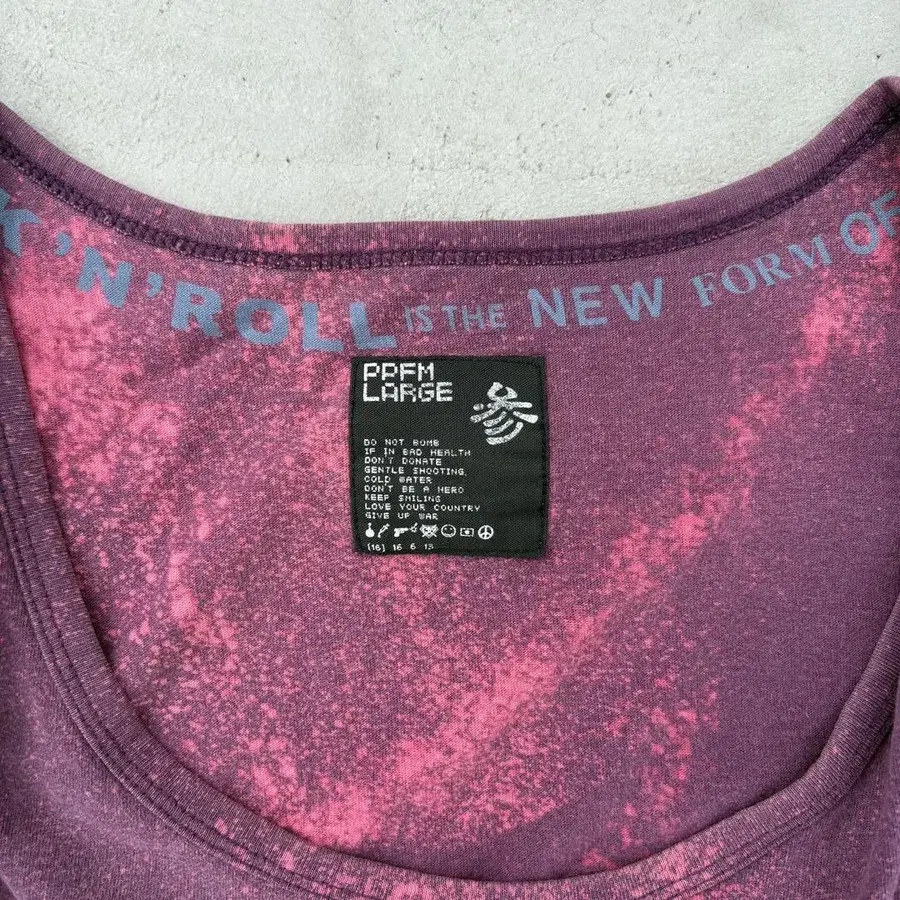 K 'N' ROLL IS THE NEW FORM OF
PPFM
LARGE
参
DO NOT BOMB
IF IN BAD HEALTH
DON'T DONATE
GENTLE SHOOTING.
COLD WATER
DON'T BE A HERO
KEEP SMILING
LOVE YOUR COUNTRY
GIVE UP WAR
(16) 16 6 13